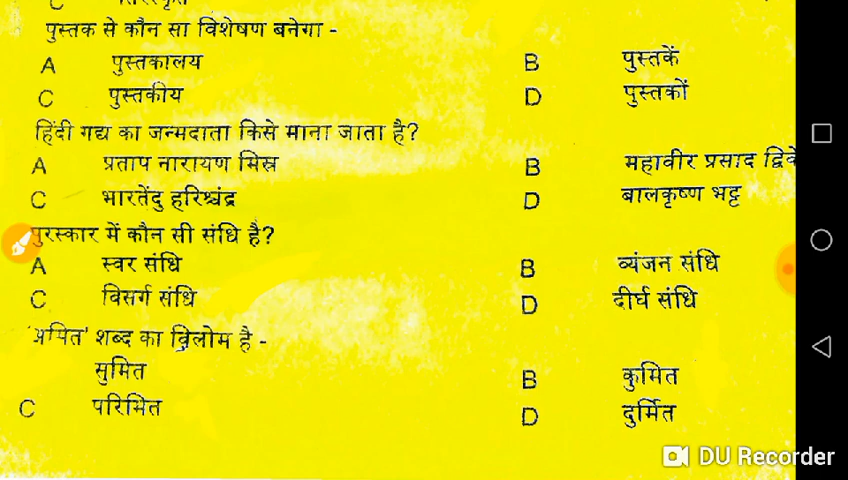 C
पुस्तक से कौन सा विशेषण बनेगा -
A पुस्तकालय B पुस्तकें
C पुस्तकीय D पुस्तकों
हिंदी गद्य का जन्मदाता किसे माना जाता है?
A प्रताप नारायण मिस्र B महावीर प्रसाद द्विवे
C भारतेंदु हरिश्चंद्र D बालकृष्ण भट्ट
पुरस्कार में कौन सी संधि है?
A स्वर संधि B व्यंजन संधि
C विसर्ग संधि D दीर्घ संधि
शब्द का विलोम है -
सुमित B कुमित
C परिमित D दुर्मित
DU Recorder